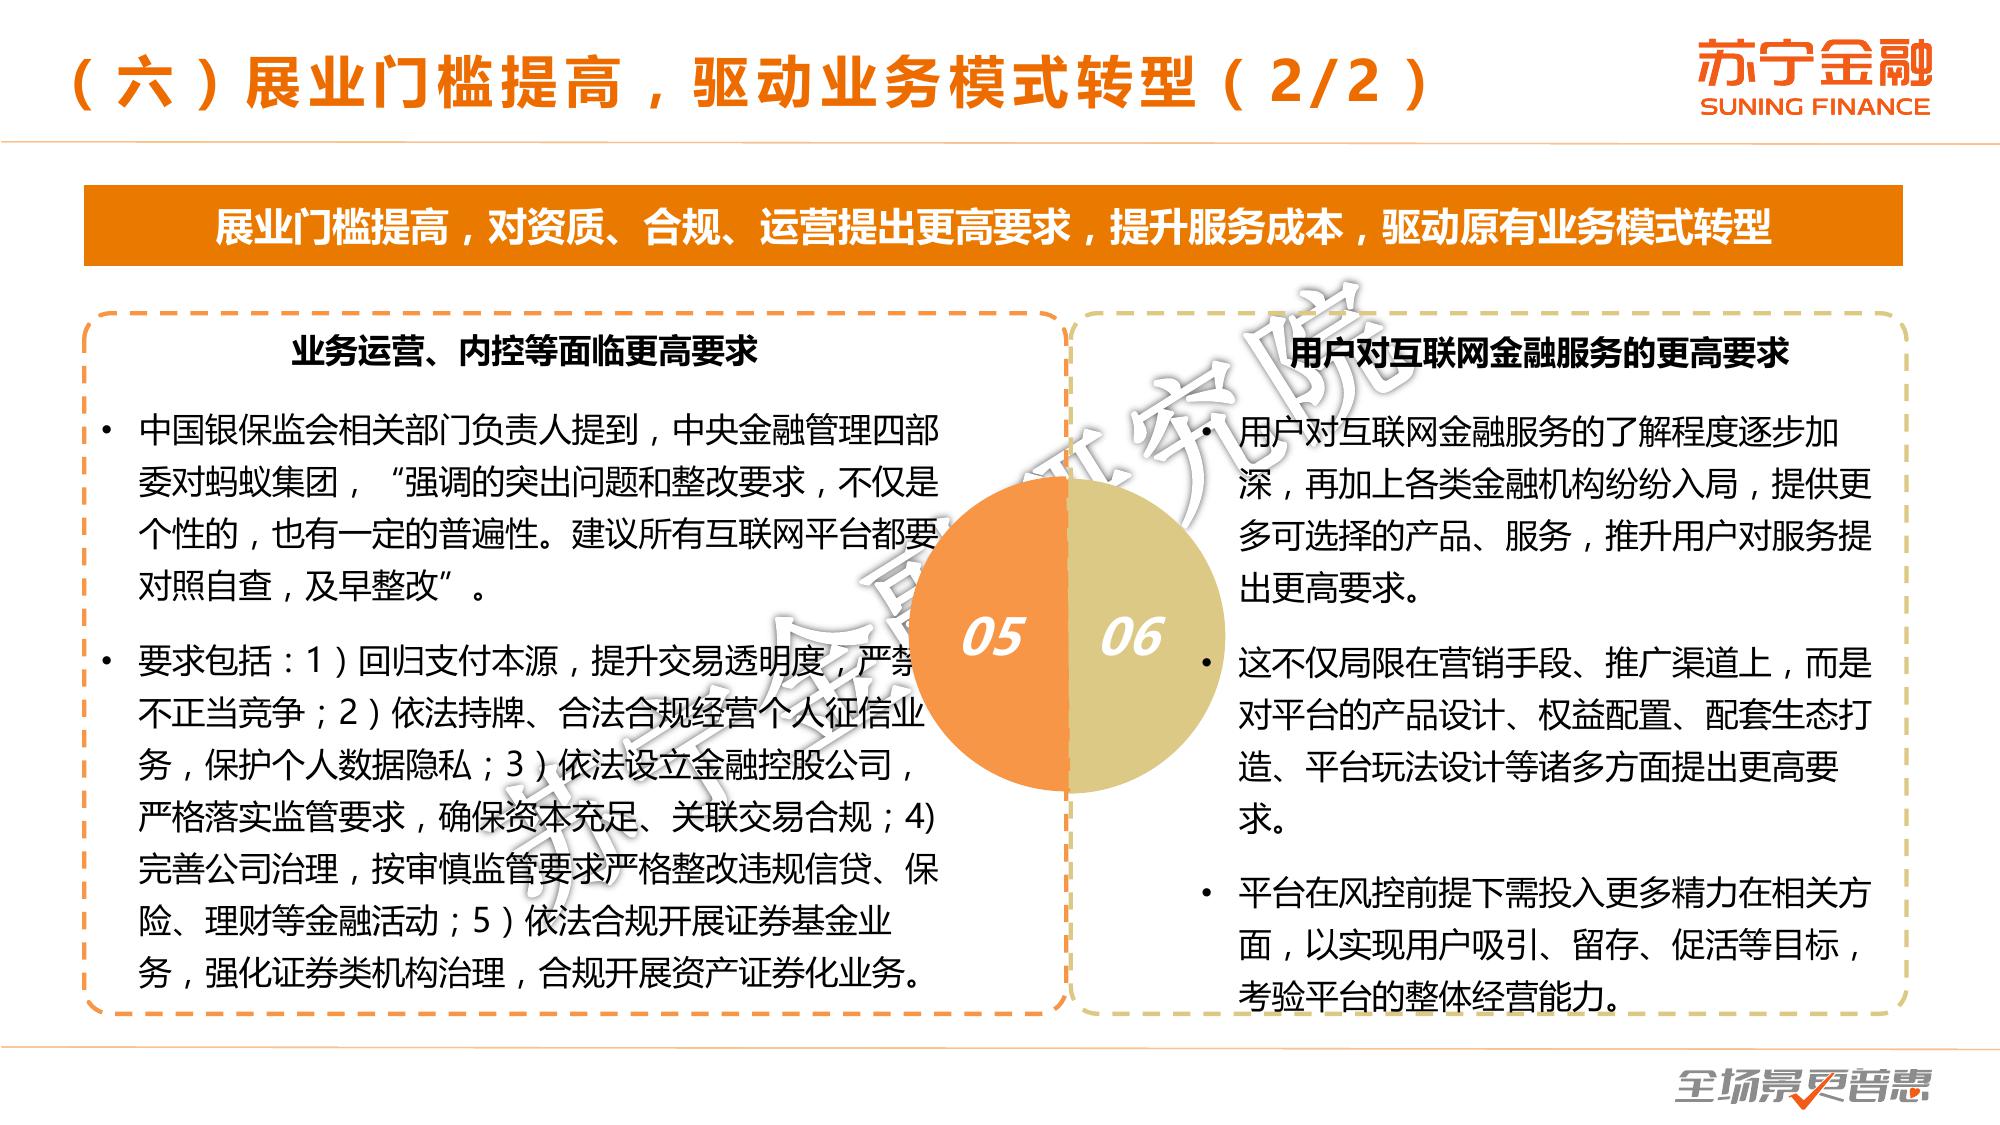 （六）展业门槛提高，驱动业务模式转型（2/2）
苏宁金融
SUNING FINANCE
展业门槛提高，对资质、合规、运营提出更高要求，提升服务成本，驱动原有业务模式转型
业务运营、内控等面临更高要求
• 中国银保监会相关部门负责人提到，中央金融管理四部
委对蚂蚁集团，“强调的突出问题和整改要求，不仅是
个性的，也有一定的普遍性。建议所有互联网平台都要
对照自查，及早整改”。
• 要求包括：1）回归支付本源，提升交易透明度，严禁
不正当竞争；2）依法持牌、合法合规经营个人征信业
务，保护个人数据隐私；3）依法设立金融控股公司，
严格落实监管要求，确保资本充足、关联交易合规；4)
完善公司治理，按审慎监管要求严格整改违规信贷、保
险、理财等金融活动；5）依法合规开展证券基金业
务，强化证券类机构治理，合规开展资产证券化业务。
05
06
用户对互联网金融服务的更高要求
• 用户对互联网金融服务的了解程度逐步加
深，再加上各类金融机构纷纷入局，提供更
多可选择的产品、服务，推升用户对服务提
出更高要求。
• 这不仅局限在营销手段、推广渠道上，而是
对平台的产品设计、权益配置、配套生态打
造、平台玩法设计等诸多方面提出更高要
求。
• 平台在风控前提下需投入更多精力在相关方
面，以实现用户吸引、留存、促活等目标，
考验平台的整体经营能力。
苏宁金融研究院
全场景更普惠